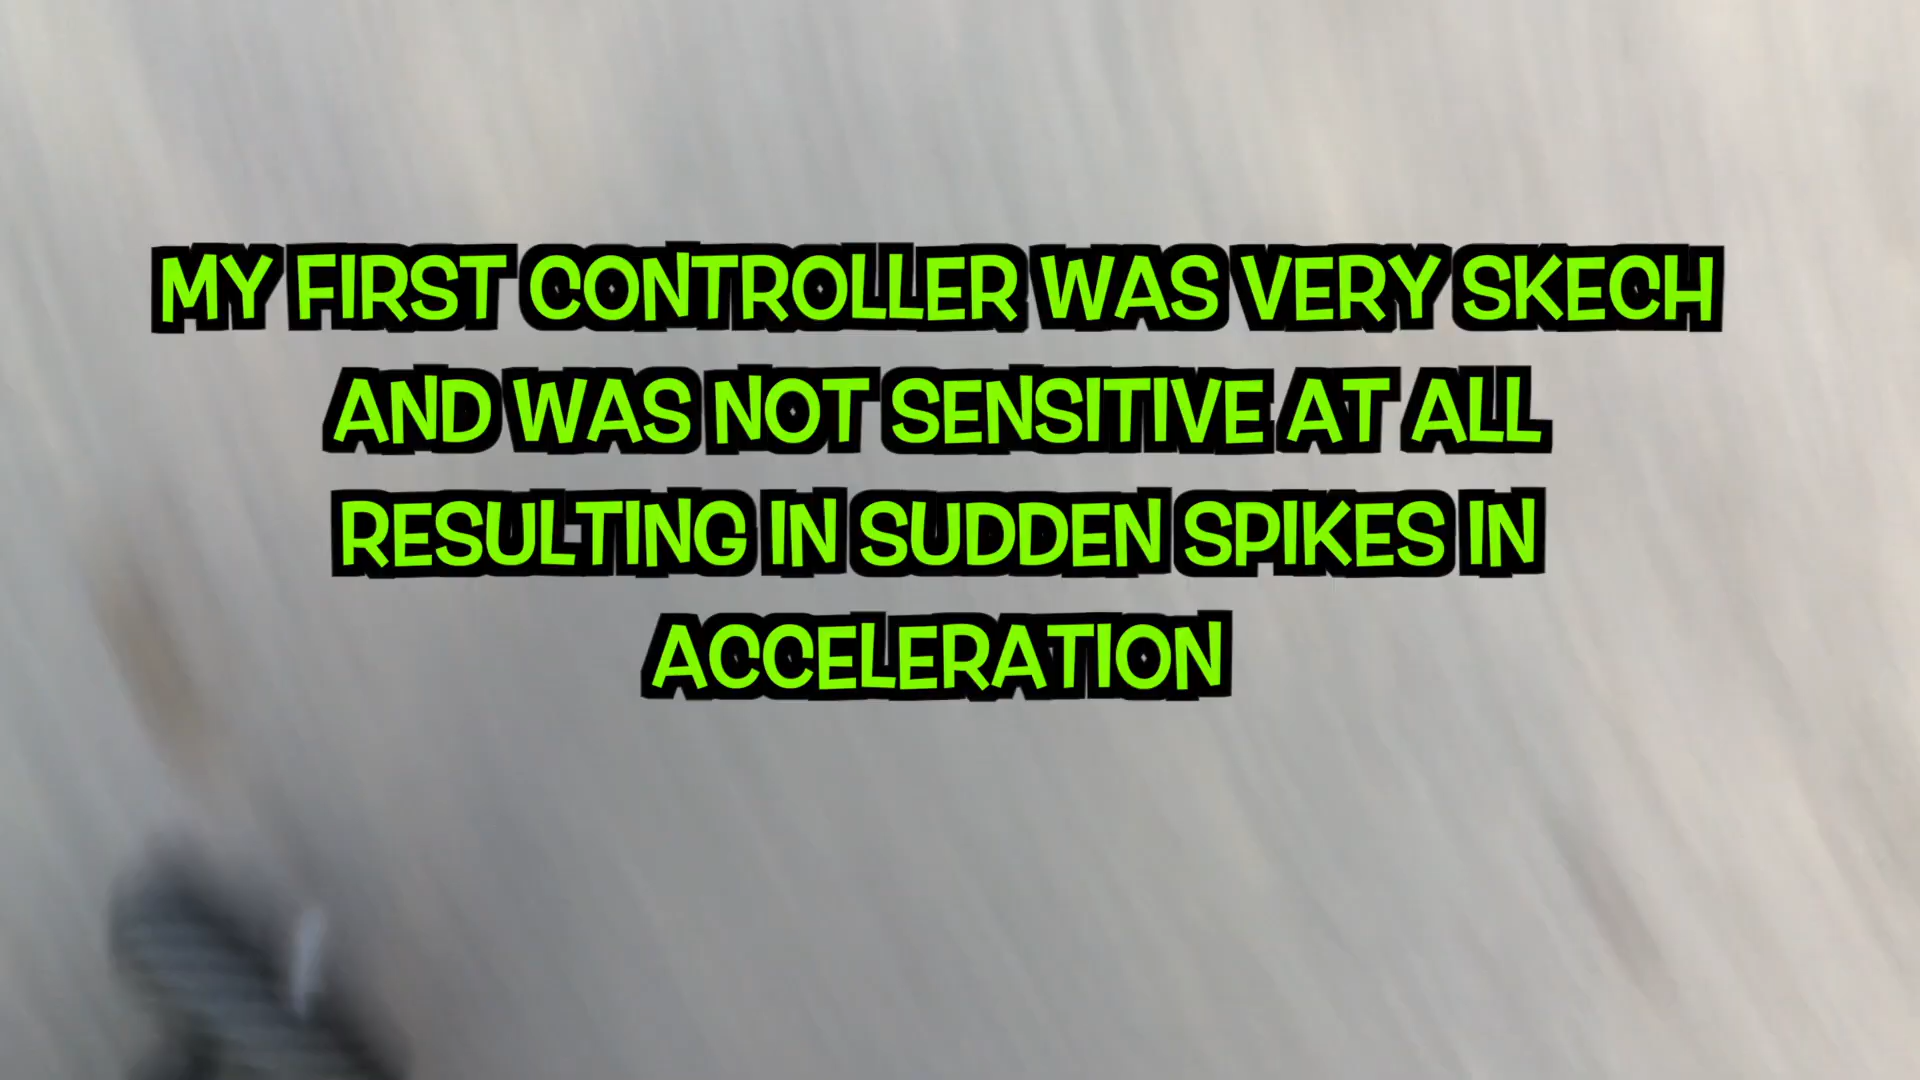 MY FIRST CONTROLLER WAS VERY SKECH
AND WAS NOT SENSITIVE AT ALL
RESULTING IN SUDDEN SPIKES IN
ACCELERATION